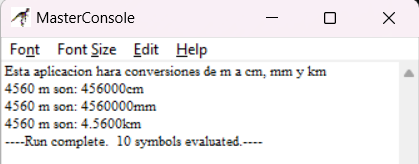 MasterConsole
Font Font Size Edit Help
Esta aplicacion hara conversiones de m a cm, mm y km
4560 m son: 456000cm
4560 m son: 4560000mm
4560 m son: 4.5600km
----Run complete.  10 symbols evaluated.----